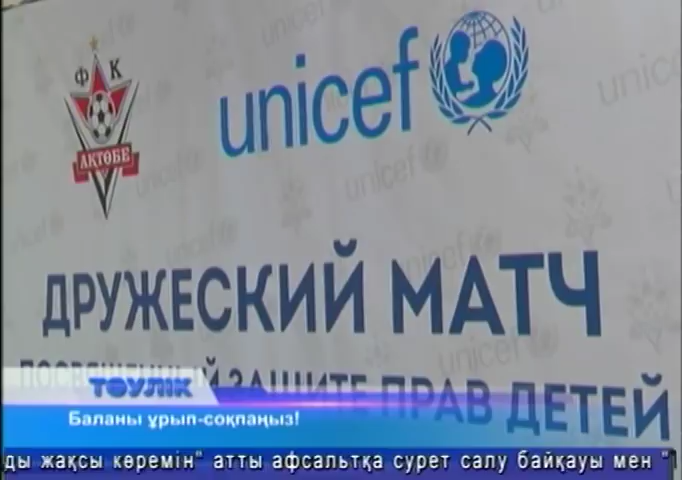 ФК
АКТОБЕ
unicef
ДРУЖЕСКИЙ МАТЧ
ПОСВЯЩЕННЫЙ ЗАЩИТЕ ПРАВ ДЕТЕЙ
ТӘУЛІК
Баланы ұрып-соқпаңыз!
ды жақсы көремін" атты афсальтқа сурет салу байқауы мен "